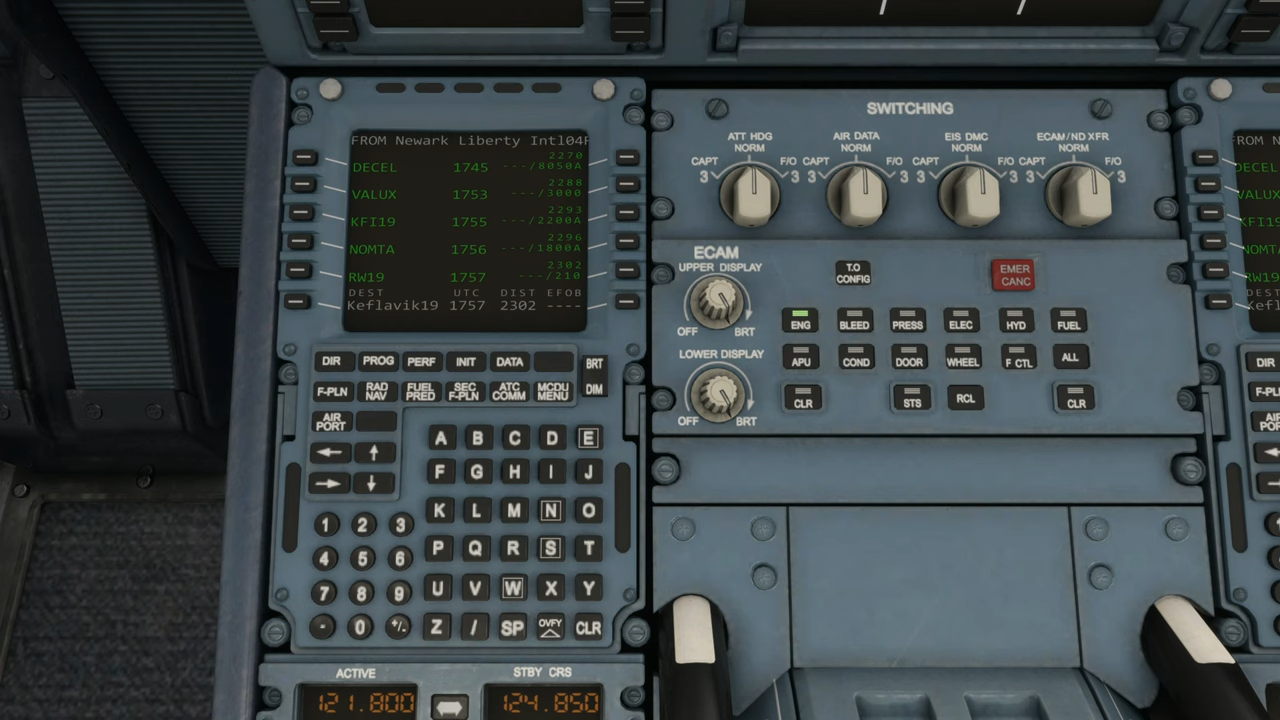 FROM Newark Liberty Intl04R
2270
DECEL 1745 ---/8050A
2288
VALUX 1753 ---/3000
2293
KFI19 1755 ---/2200A
2296
NOMTA 1756 ---/1800A
2302
RW19 1757 ---/210
DEST UTC DIST EFOB
Keflavik19 1757 2302 ----
DIR PROG PERF INIT DATA BRT
F-PLN RAD NAV FUEL PRED SEC F-PLN ATC COMM MCDU MENU DIM
AIR PORT
← ↑
→ ↓
A B C D E
F G H I J
K L M N O
P Q R S T
U V W X Y
Z / SP OVFY CLR
1 2 3
4 5 6
7 8 9
. 0 +/-
ACTIVE STBY CRS
121.800 124.850
SWITCHING
ATT HDG AIR DATA EIS DMC ECAM/ND XFR
NORM NORM NORM NORM
CAPT F/O CAPT F/O CAPT F/O CAPT F/O
3 3 3 3 3 3 3 3
ECAM
UPPER DISPLAY
OFF BRT
LOWER DISPLAY
OFF BRT
T.O CONFIG
EMER CANC
ENG BLEED PRESS ELEC HYD FUEL
APU COND DOOR WHEEL F CTL ALL
CLR STS RCL CLR
DIR